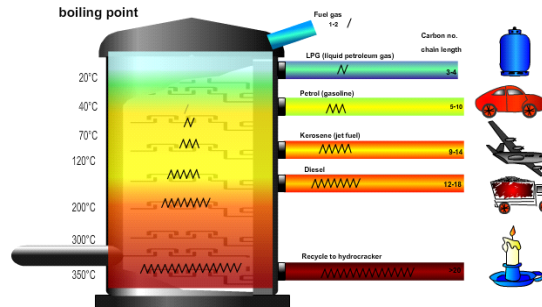 boiling point
Fuel gas
1-2
Carbon no.
chain length
LPG (liquid petroleum gas)
3-4
20°C
Petrol (gasoline)
5-10
40°C
70°C
Kerosene (jet fuel)
9-14
120°C
Diesel
12-18
200°C
300°C
Recycle to hydrocracker
>20
350°C